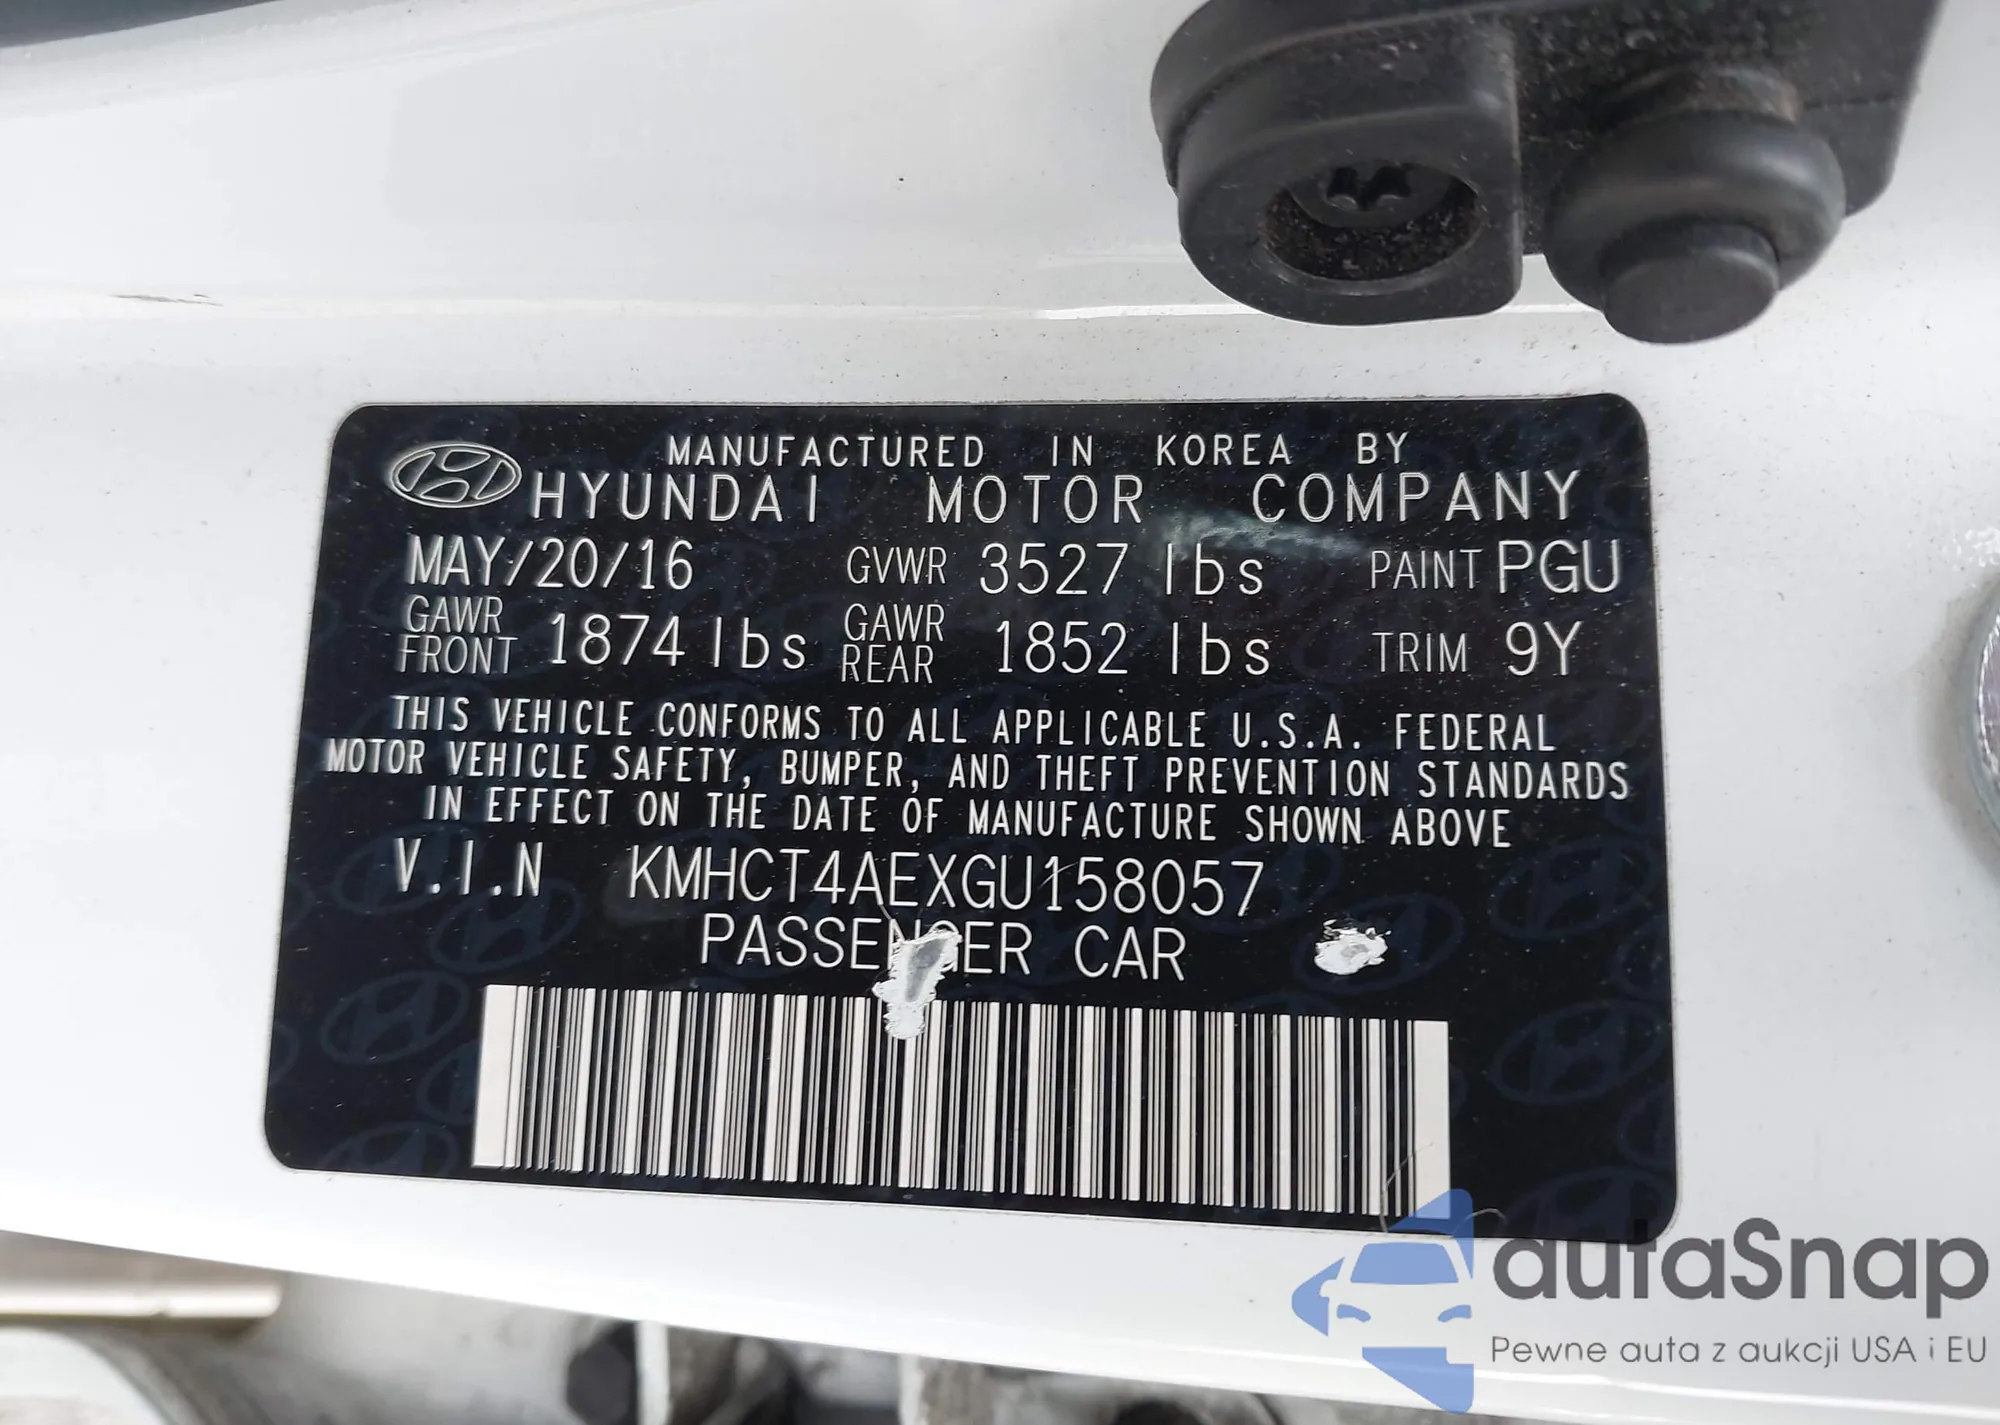 MANUFACTURED IN KOREA BY
HYUNDAI MOTOR COMPANY
MAY/20/16 GVWR 3527 lbs PAINT PGU
GAWR FRONT 1874 lbs GAWR REAR 1852 lbs TRIM 9Y
THIS VEHICLE CONFORMS TO ALL APPLICABLE U.S.A. FEDERAL
MOTOR VEHICLE SAFETY, BUMPER, AND THEFT PREVENTION STANDARDS
IN EFFECT ON THE DATE OF MANUFACTURE SHOWN ABOVE
V.I.N KMHCT4AEXGU158057
PASSENGER CAR
autaSnap
Pewne auta z aukcji USA i EU